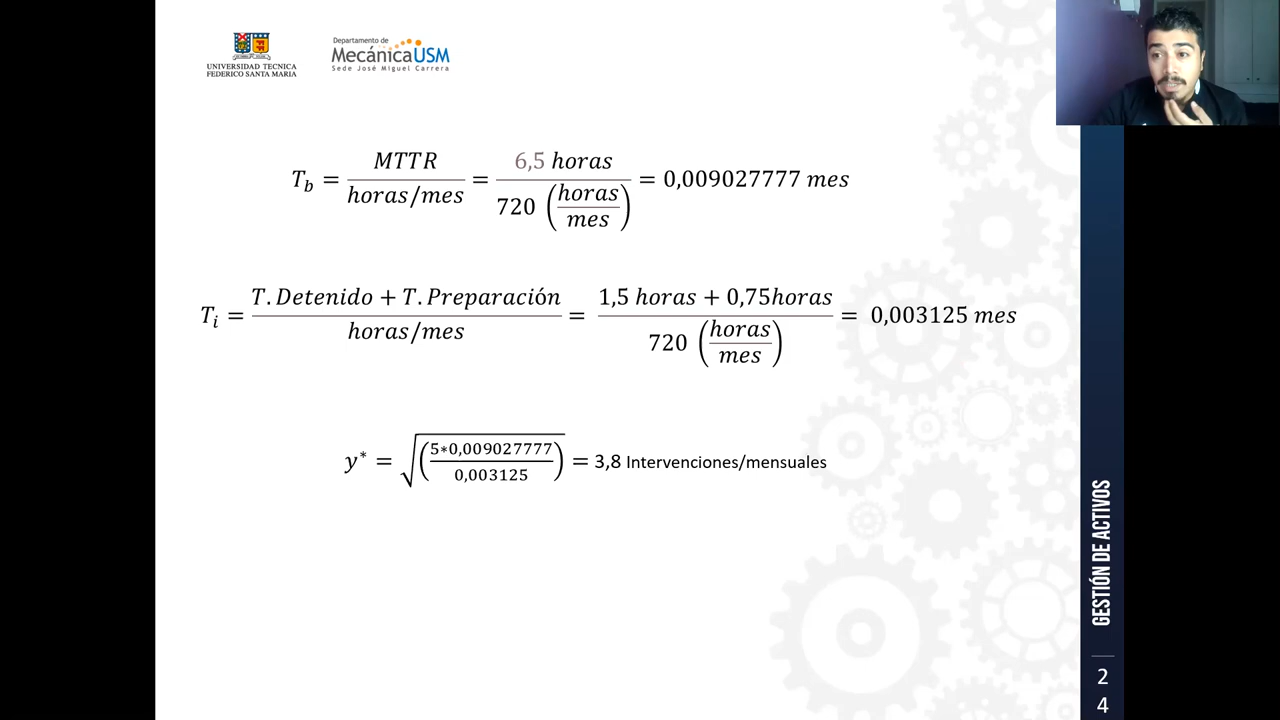 UNIVERSIDAD TECNICA
FEDERICO SANTA MARIA
Departamento de
MecánicaUSM
Sede José Miguel Carrera
T_b = MTTR / horas/mes = 6,5 horas / 720 (horas/mes) = 0,009027777 mes
T_i = T.Detenido + T.Preparación / horas/mes = 1,5 horas + 0,75horas / 720 (horas/mes) = 0,003125 mes
y* = √(5*0,009027777 / 0,003125) = 3,8 Intervenciones/mensuales
GESTIÓN DE ACTIVOS
2
4